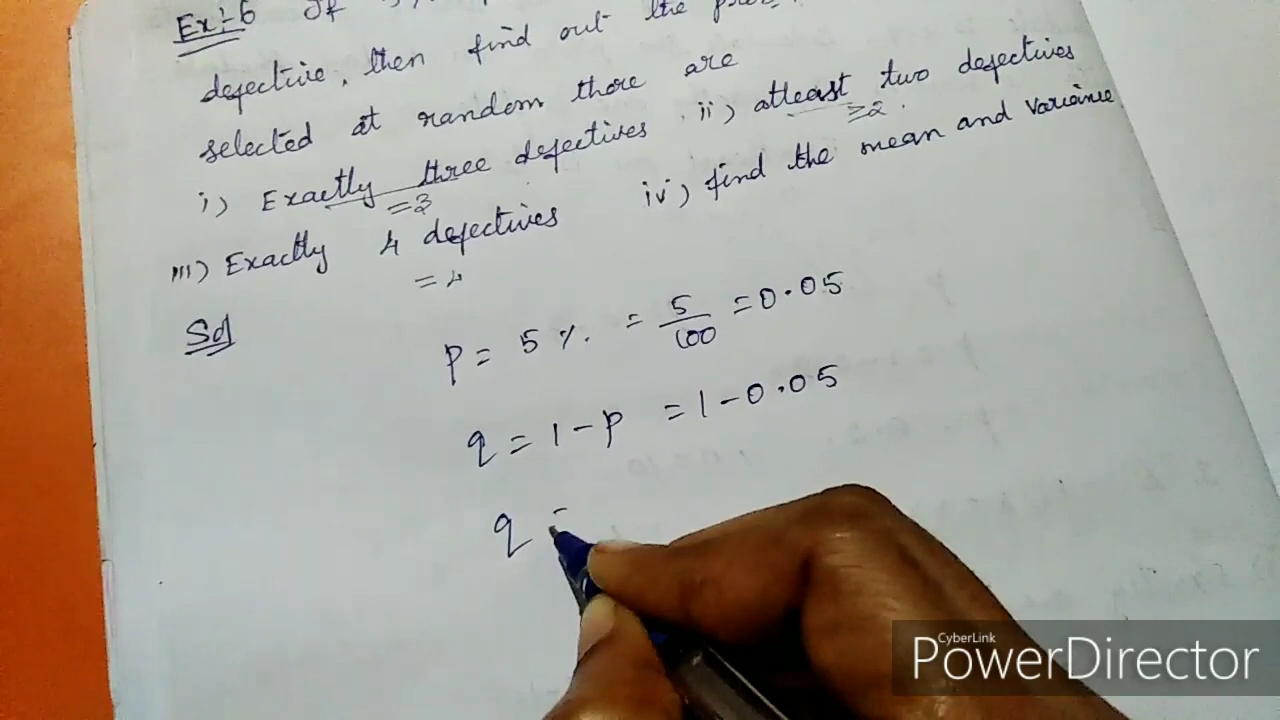 Ex:- 6 If
defective, then find out the
selected at random there are
i) Exactly three defectives ii) atleast two defectives
=3 ≥2
iii) Exactly 4 defectives iv) find the mean and variance
= 4
Sol
p = 5 %. = 5/100 = 0.05
q = 1 - p = 1 - 0.05
q =
CyberLink
PowerDirector